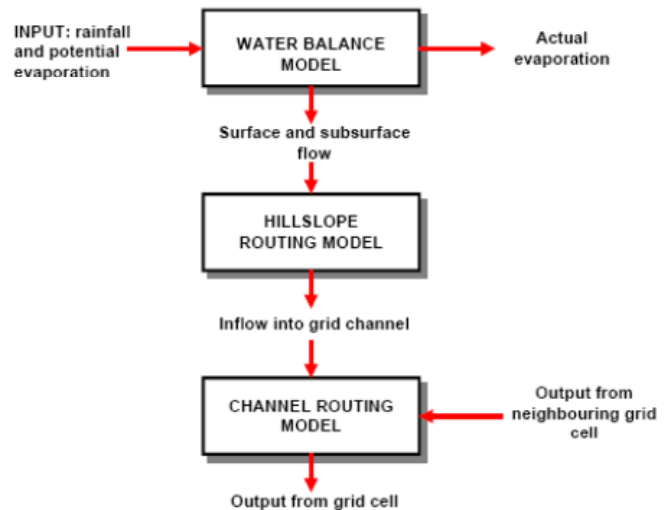 INPUT: rainfall
and potential
evaporation
WATER BALANCE
MODEL
Actual
evaporation
Surface and subsurface
flow
HILLSLOPE
ROUTING MODEL
Inflow into grid channel
CHANNEL ROUTING
MODEL
Output from
neighbouring grid
cell
Output from grid cell